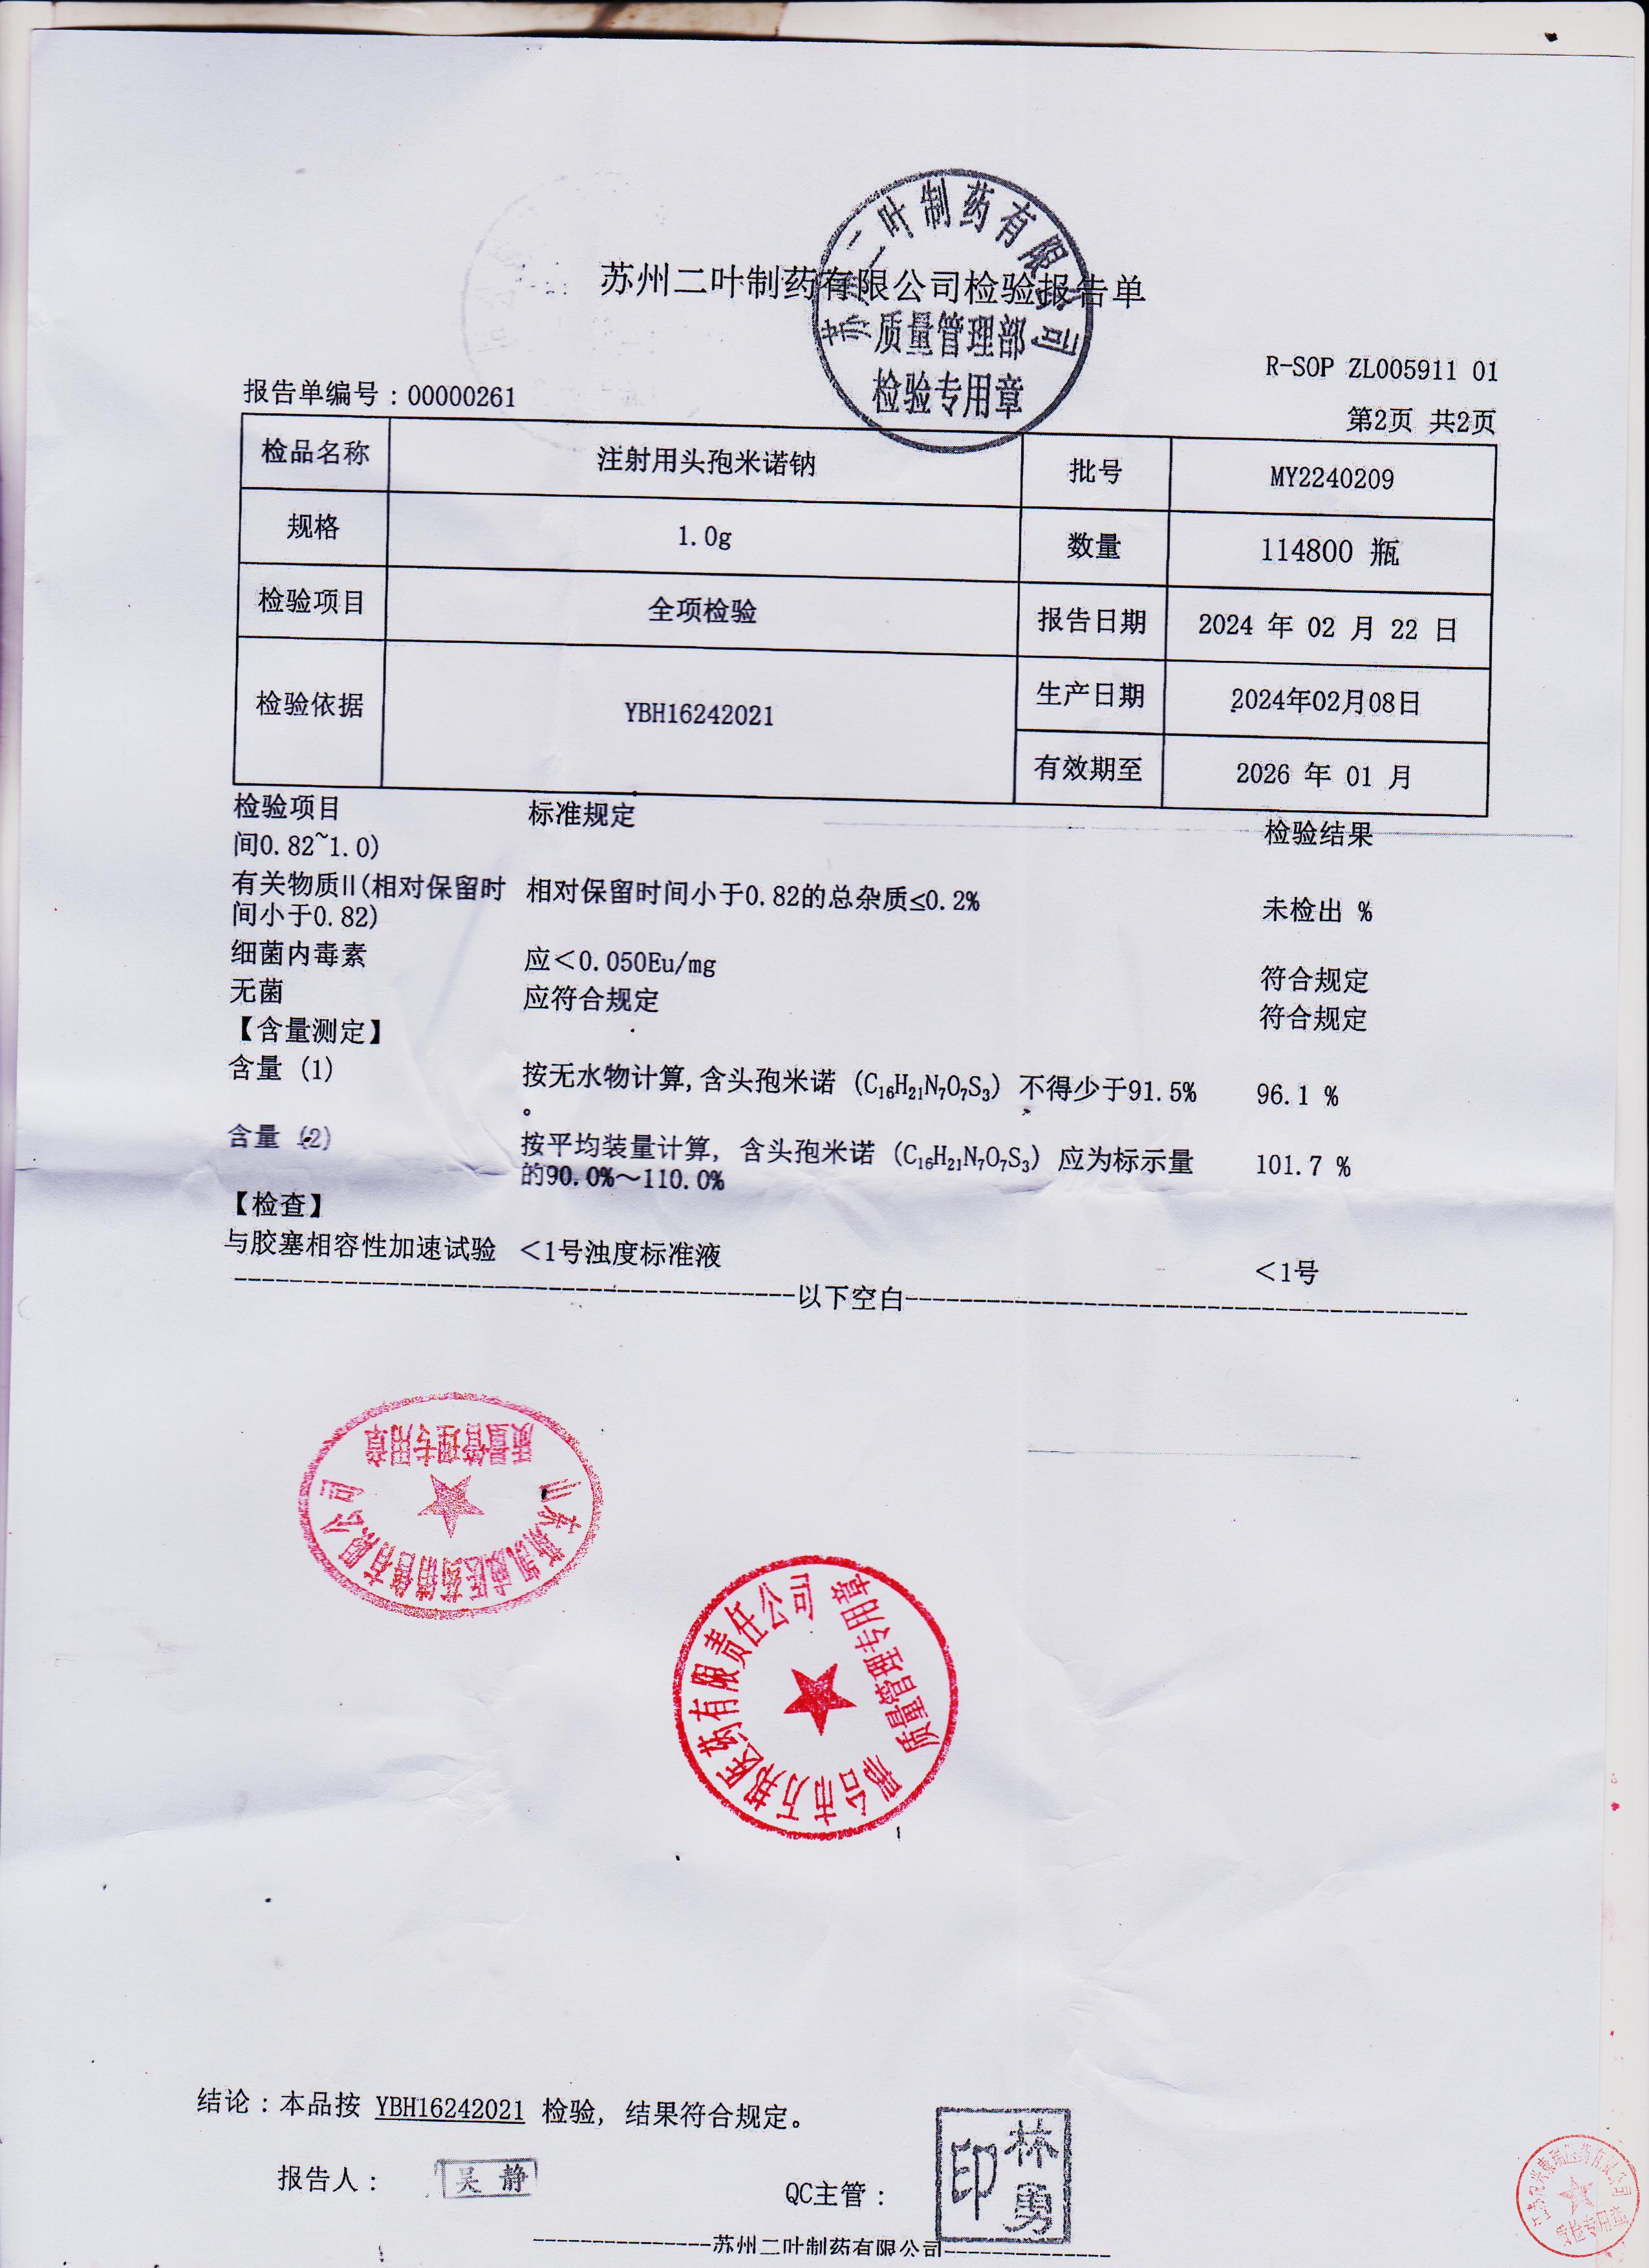 苏州二叶制药有限公司检验报告单
苏州二叶制药有限公司
质量管理部
检验专用章
R-SOP ZL005911 01
报告单编号：00000261
第2页 共2页
检品名称 注射用头孢米诺钠 批号 MY2240209
规格 1.0g 数量 114800 瓶
检验项目 全项检验 报告日期 2024 年 02 月 22 日
检验依据 YBH16242021 生产日期 2024年02月08日
有效期至 2026 年 01 月
检验项目 标准规定 检验结果
间0.82~1.0)
有关物质II(相对保留时 相对保留时间小于0.82的总杂质≤0.2% 未检出 %
间小于0.82)
细菌内毒素 应＜0.050Eu/mg 符合规定
无菌 应符合规定 符合规定
【含量测定】
含量 (1) 按无水物计算,含头孢米诺（C₁₆H₂₁N₇O₇S₃）不得少于91.5% 96.1 %
。
含量 (2) 按平均装量计算, 含头孢米诺（C₁₆H₂₁N₇O₇S₃）应为标示量 101.7 %
的90.0%～110.0%
【检查】
与胶塞相容性加速试验 ＜1号浊度标准液 ＜1号
以下空白
质量管理专用章
邢台市万邦医药有限责任公司
质量管理专用章
结论：本品按 YBH16242021 检验, 结果符合规定。
报告人： 吴静
QC主管： 林勇印
苏州二叶制药有限公司